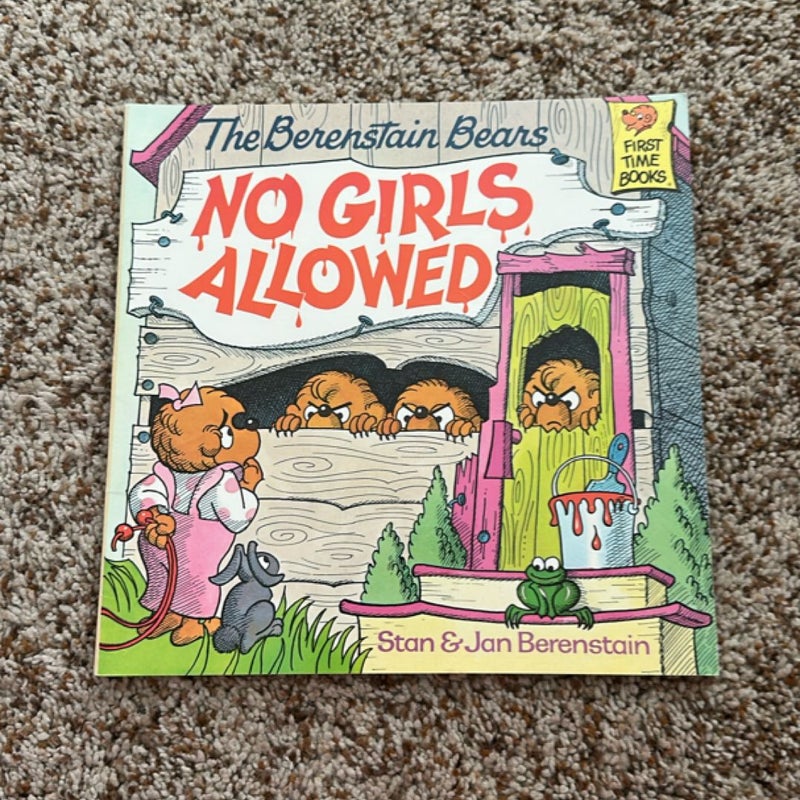 The Berenstain Bears
FIRST
TIME
BOOKS
NO GIRLS
ALLOWED
Stan & Jan Berenstain